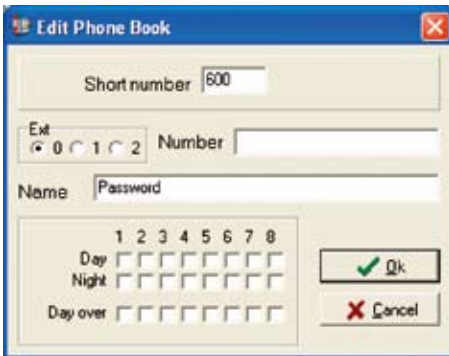 Edit Phone Book
Short number 600
Ext
0 1 2 Number
Name Password
1 2 3 4 5 6 7 8
Day
Night
Day over
Ok
Cancel